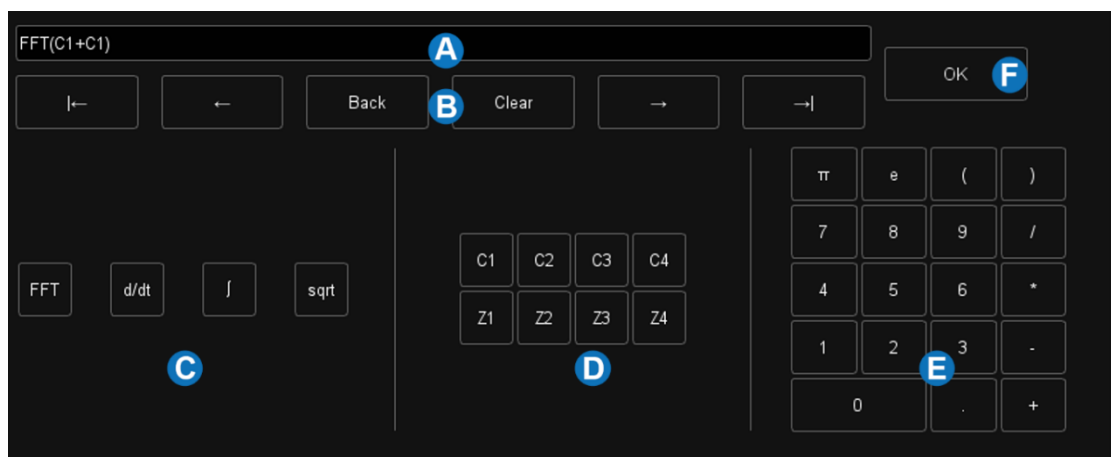 FFT(C1+C1)
A
OK
F
|←
←
Back
B
Clear
→
→|
FFT
d/dt
∫
sqrt
C
C1
C2
C3
C4
Z1
Z2
Z3
Z4
D
π
e
(
)
7
8
9
/
4
5
6
*
1
2
3
-
E
0
.
+